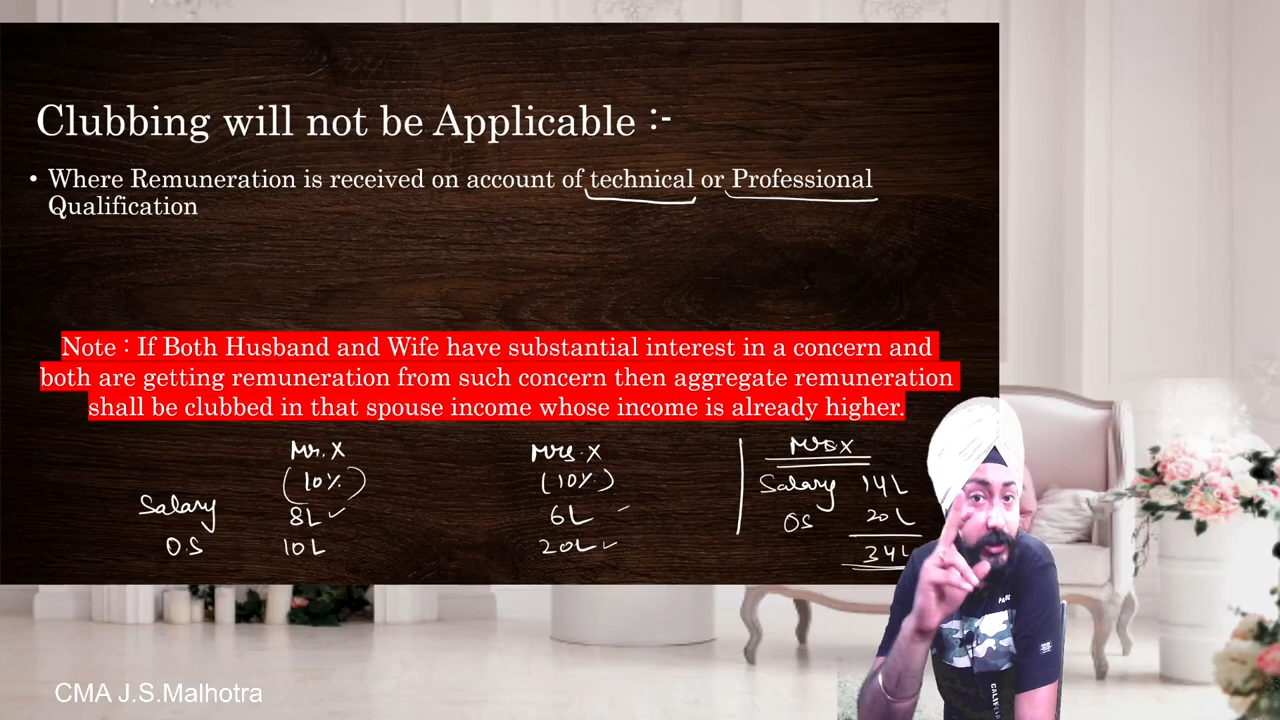 Clubbing will not be Applicable :-
• Where Remuneration is received on account of technical or Professional
Qualification
Note : If Both Husband and Wife have substantial interest in a concern and
both are getting remuneration from such concern then aggregate remuneration
shall be clubbed in that spouse income whose income is already higher.
Mr. X Mrs. X Mrs X
(10%) (10%)
Salary 8L 6L Salary 14L
O.S 10L 20L OS 20L
34L
CALIFORNIA
CMA J.S.Malhotra